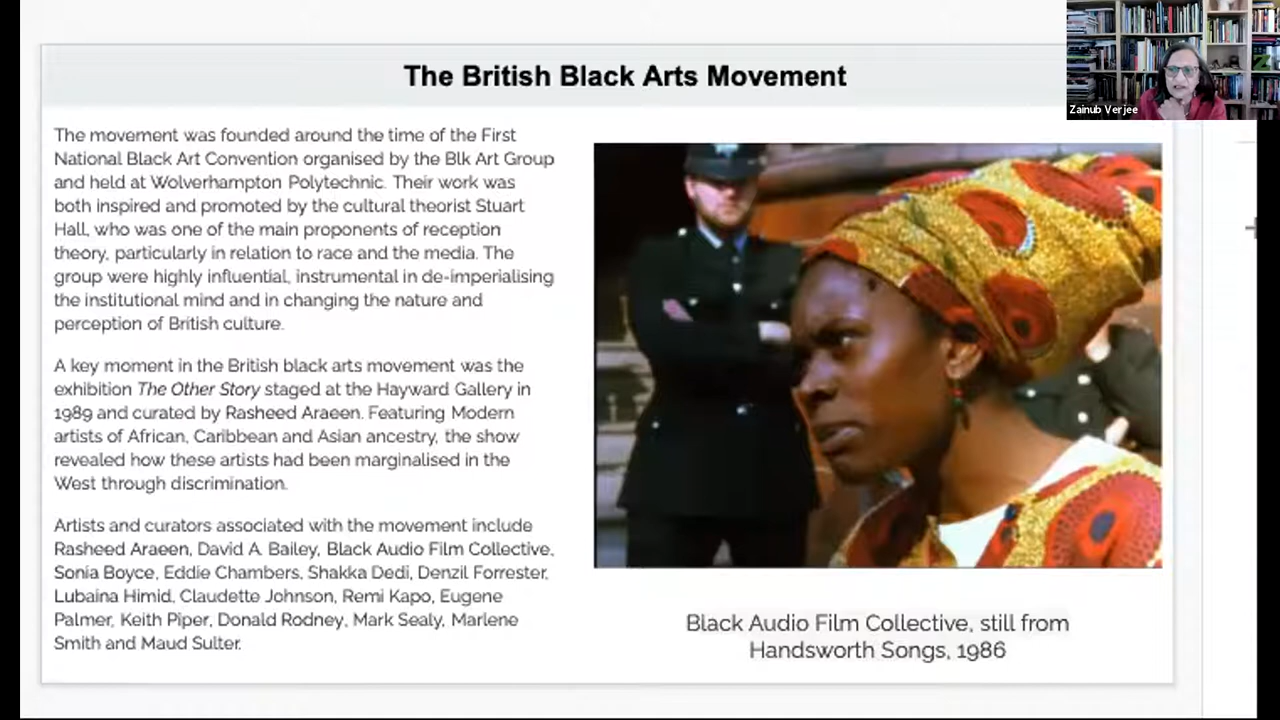 The British Black Arts Movement
Zainub Verjee
The movement was founded around the time of the First
National Black Art Convention organised by the Blk Art Group
and held at Wolverhampton Polytechnic. Their work was
both inspired and promoted by the cultural theorist Stuart
Hall, who was one of the main proponents of reception
theory, particularly in relation to race and the media. The
group were highly influential, instrumental in de-imperialising
the institutional mind and in changing the nature and
perception of British culture.
A key moment in the British black arts movement was the
exhibition The Other Story staged at the Hayward Gallery in
1989 and curated by Rasheed Araeen. Featuring Modern
artists of African, Caribbean and Asian ancestry, the show
revealed how these artists had been marginalised in the
West through discrimination.
Artists and curators associated with the movement include
Rasheed Araeen, David A. Bailey, Black Audio Film Collective,
Sonia Boyce, Eddie Chambers, Shakka Dedi, Denzil Forrester,
Lubaina Himid, Claudette Johnson, Remi Kapo, Eugene
Palmer, Keith Piper, Donald Rodney, Mark Sealy, Marlene
Smith and Maud Sulter.
Black Audio Film Collective, still from
Handsworth Songs, 1986